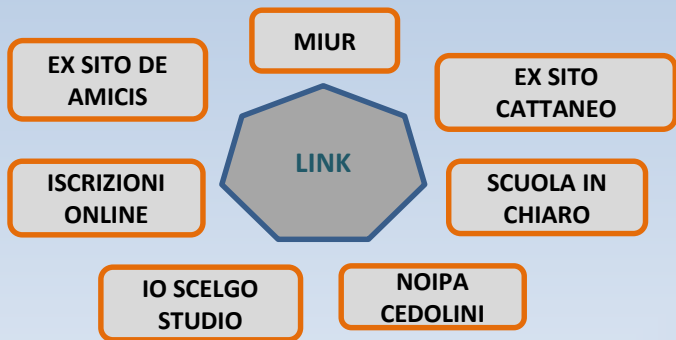 MIUR
EX SITO DE
AMICIS
EX SITO
CATTANEO
LINK
ISCRIZIONI
ONLINE
SCUOLA IN
CHIARO
IO SCELGO
STUDIO
NOIPA
CEDOLINI